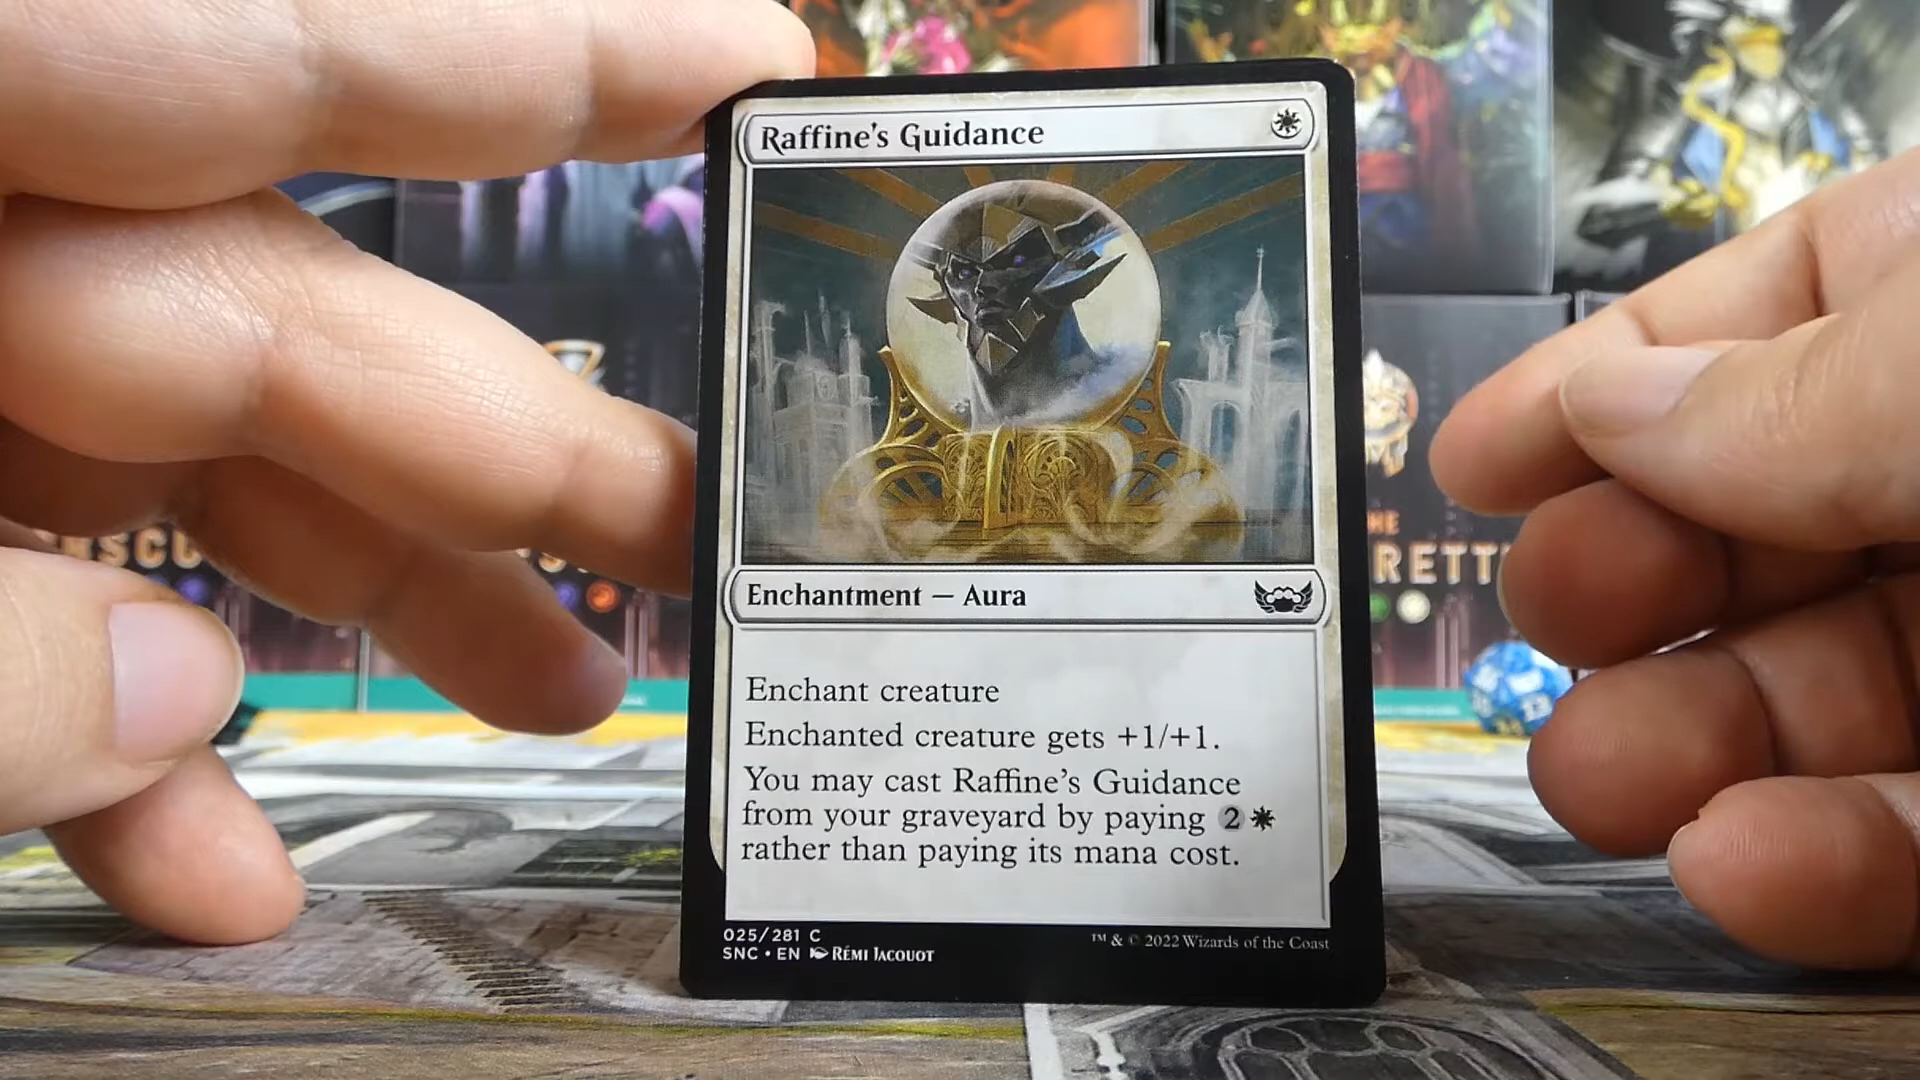 Raffine's Guidance
Enchantment — Aura
Enchant creature
Enchanted creature gets +1/+1.
You may cast Raffine's Guidance
from your graveyard by paying 2
rather than paying its mana cost.
025/281 C
SNC • EN RÉMI JACQUOT
™ & © 2022 Wizards of the Coast
RETT